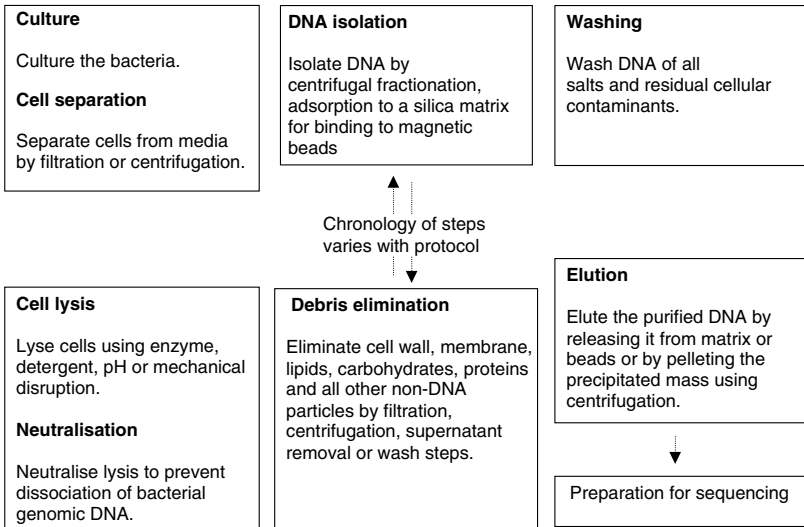 Culture
Culture the bacteria.
Cell separation
Separate cells from media
by filtration or centrifugation.
Cell lysis
Lyse cells using enzyme,
detergent, pH or mechanical
disruption.
Neutralisation
Neutralise lysis to prevent
dissociation of bacterial
genomic DNA.
DNA isolation
Isolate DNA by
centrifugal fractionation,
adsorption to a silica matrix
for binding to magnetic
beads
Chronology of steps
varies with protocol
Debris elimination
Eliminate cell wall, membrane,
lipids, carbohydrates, proteins
and all other non-DNA
particles by filtration,
centrifugation, supernatant
removal or wash steps.
Washing
Wash DNA of all
salts and residual cellular
contaminants.
Elution
Elute the purified DNA by
releasing it from matrix or
beads or by pelleting the
precipitated mass using
centrifugation.
Preparation for sequencing